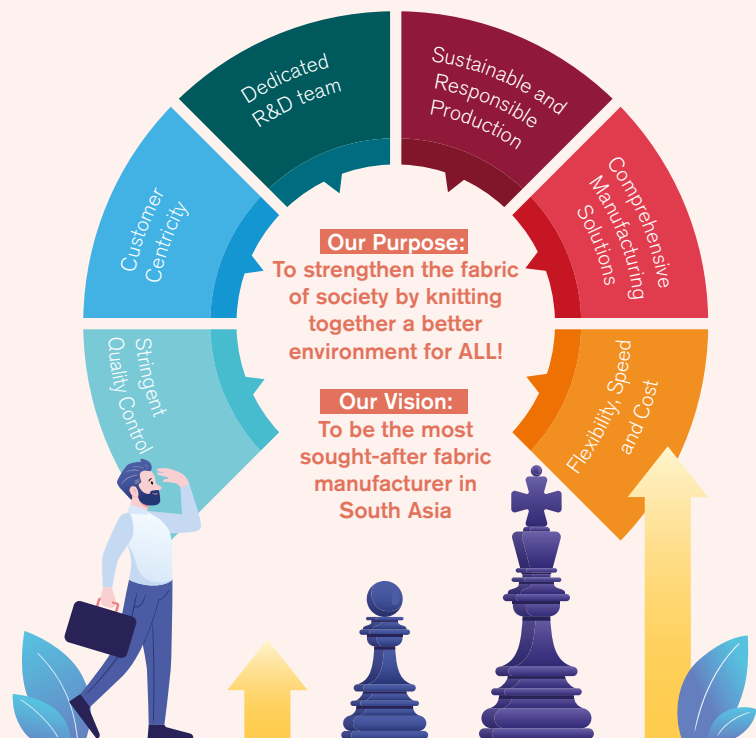 Dedicated
R&D team
Sustainable and
Responsible
Production
Customer
Centricity
Comprehensive
Manufacturing
Solutions
Stringent
Quality Control
Flexibility, Speed
and Cost
Our Purpose:
To strengthen the fabric
of society by knitting
together a better
environment for ALL!
Our Vision:
To be the most
sought-after fabric
manufacturer in
South Asia